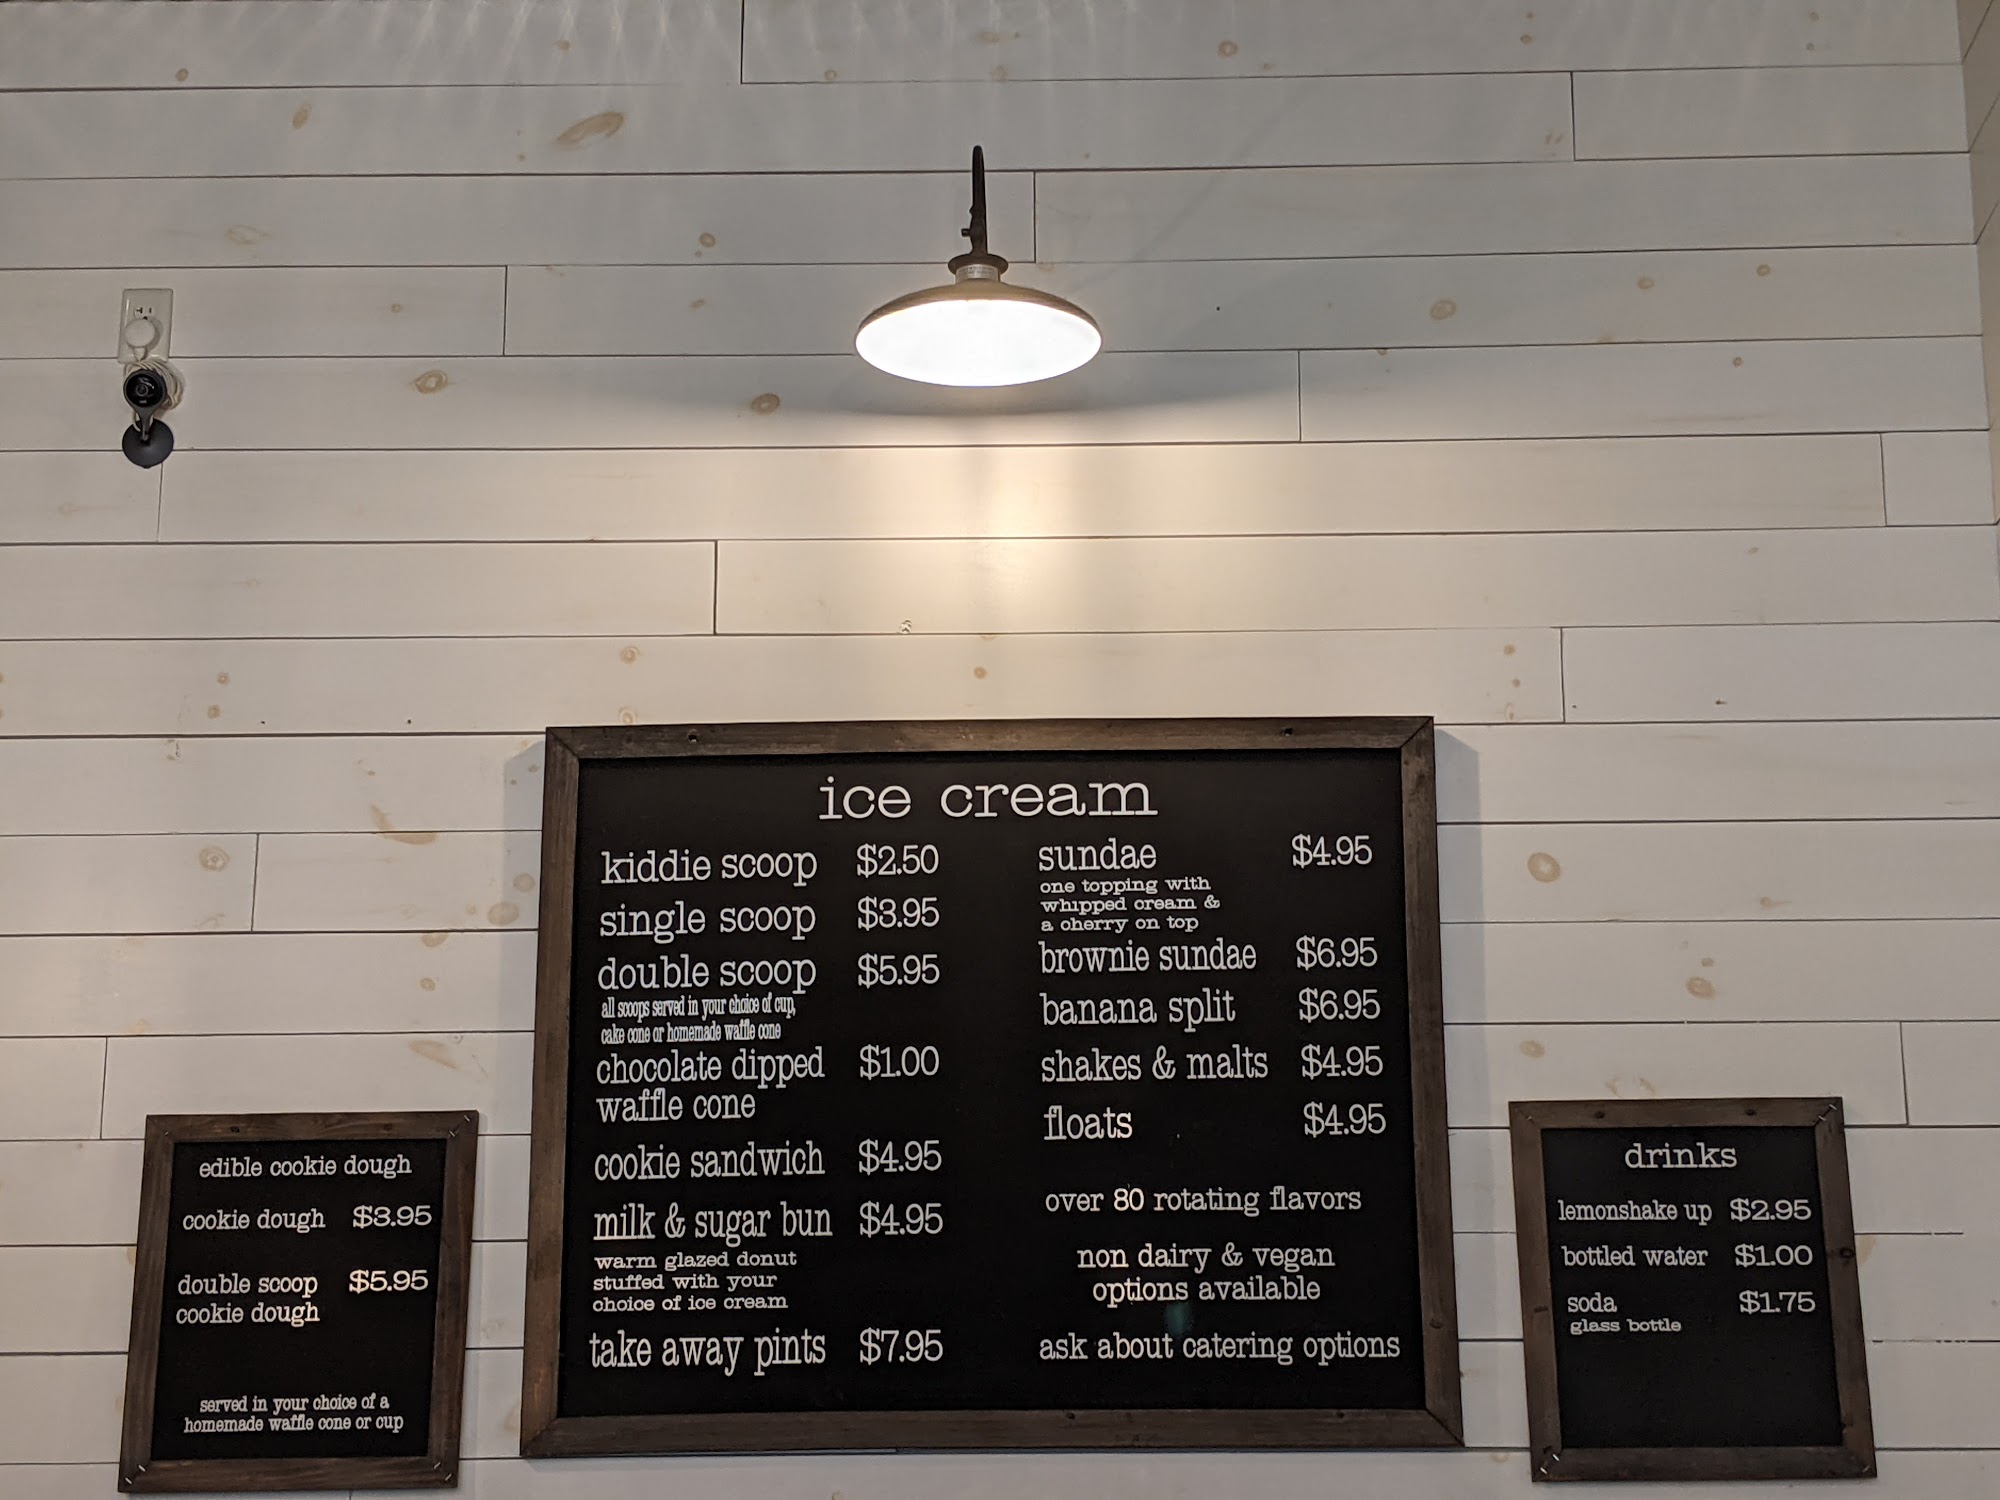 ice cream
kiddie scoop $2.50
single scoop $3.95
double scoop $5.95
all scoops served in your choice of cup,
cake cone or homemade waffle cone
chocolate dipped $1.00
waffle cone
cookie sandwich $4.95
milk & sugar bun $4.95
warm glazed donut
stuffed with your
choice of ice cream
take away pints $7.95
sundae $4.95
one topping with
whipped cream &
a cherry on top
brownie sundae $6.95
banana split $6.95
shakes & malts $4.95
floats $4.95
over 80 rotating flavors
non dairy & vegan
options available
ask about catering options
edible cookie dough
cookie dough $3.95
double scoop $5.95
cookie dough
served in your choice of a
homemade waffle cone or cup
drinks
lemonshake up $2.95
bottled water $1.00
soda $1.75
glass bottle